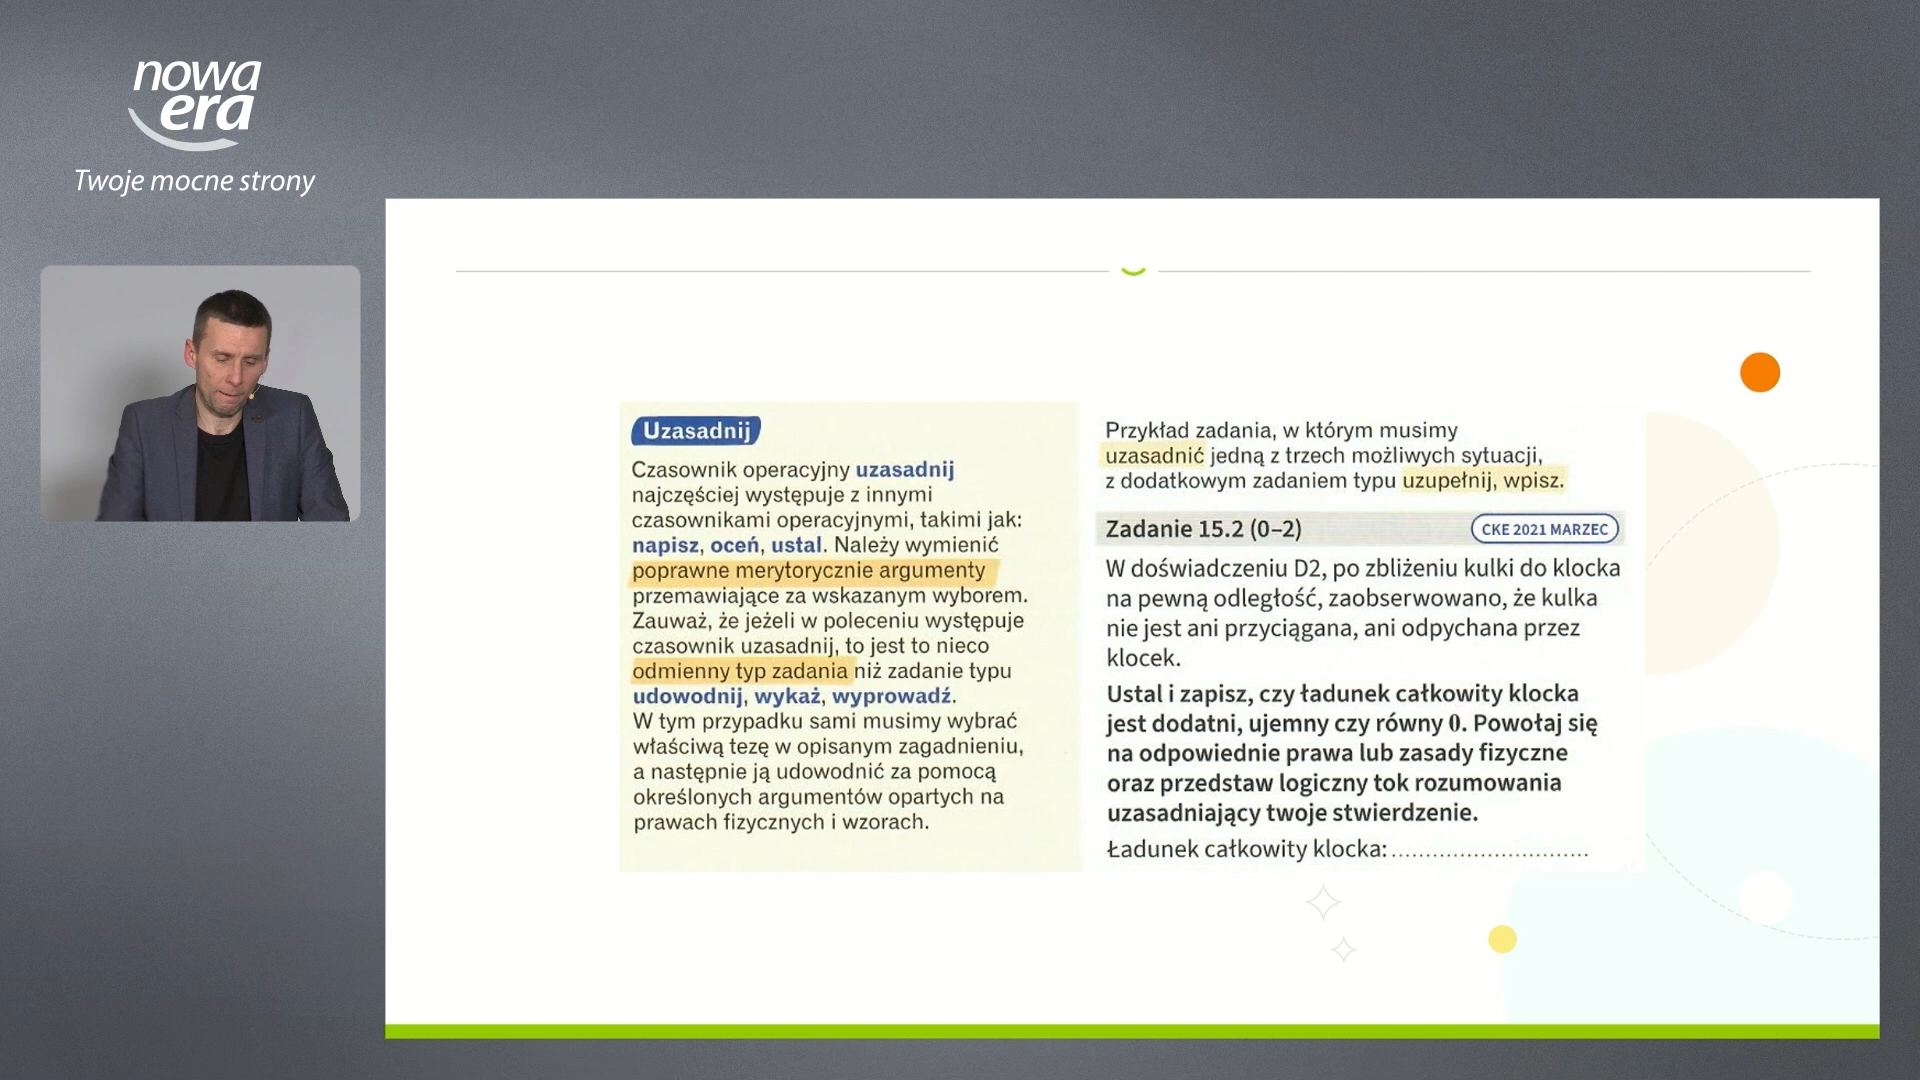 nowa
era
Twoje mocne strony
Uzasadnij
Czasownik operacyjny uzasadnij
najczęściej występuje z innymi
czasownikami operacyjnymi, takimi jak:
napisz, oceń, ustal. Należy wymienić
poprawne merytorycznie argumenty
przemawiające za wskazanym wyborem.
Zauważ, że jeżeli w poleceniu występuje
czasownik uzasadnij, to jest to nieco
odmienny typ zadania niż zadanie typu
udowodnij, wykaż, wyprowadź.
W tym przypadku sami musimy wybrać
właściwą tezę w opisanym zagadnieniu,
a następnie ją udowodnić za pomocą
określonych argumentów opartych na
prawach fizycznych i wzorach.
Przykład zadania, w którym musimy
uzasadnić jedną z trzech możliwych sytuacji,
z dodatkowym zadaniem typu uzupełnij, wpisz.
Zadanie 15.2 (0–2) CKE 2021 MARZEC
W doświadczeniu D2, po zbliżeniu kulki do klocka
na pewną odległość, zaobserwowano, że kulka
nie jest ani przyciągana, ani odpychana przez
klocek.
Ustal i zapisz, czy ładunek całkowity klocka
jest dodatni, ujemny czy równy 0. Powołaj się
na odpowiednie prawa lub zasady fizyczne
oraz przedstaw logiczny tok rozumowania
uzasadniający twoje stwierdzenie.
Ładunek całkowity klocka: .............................